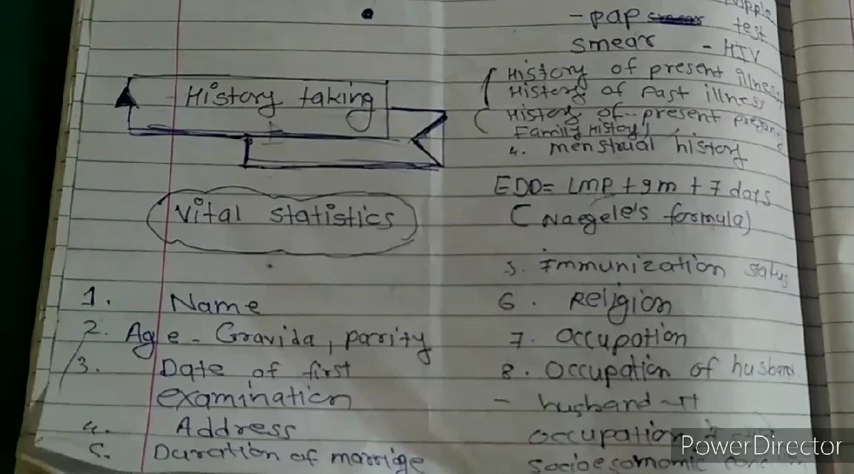 History taking
Vital statistics
1. Name
2. Age - Gravida, parity
3. Date of first
examination
4. Address
5. Duration of marrige
- pap
test
smear - HIV
History of present illness
History of past illness
History of present
Family History
4. menstrual history
EDD = LMP + 9m + 7 days
(Naegele's formula)
5. Immunization status
6. Religion
7. Occupation
8. Occupation of husband
- husband
occupation
PowerDirector